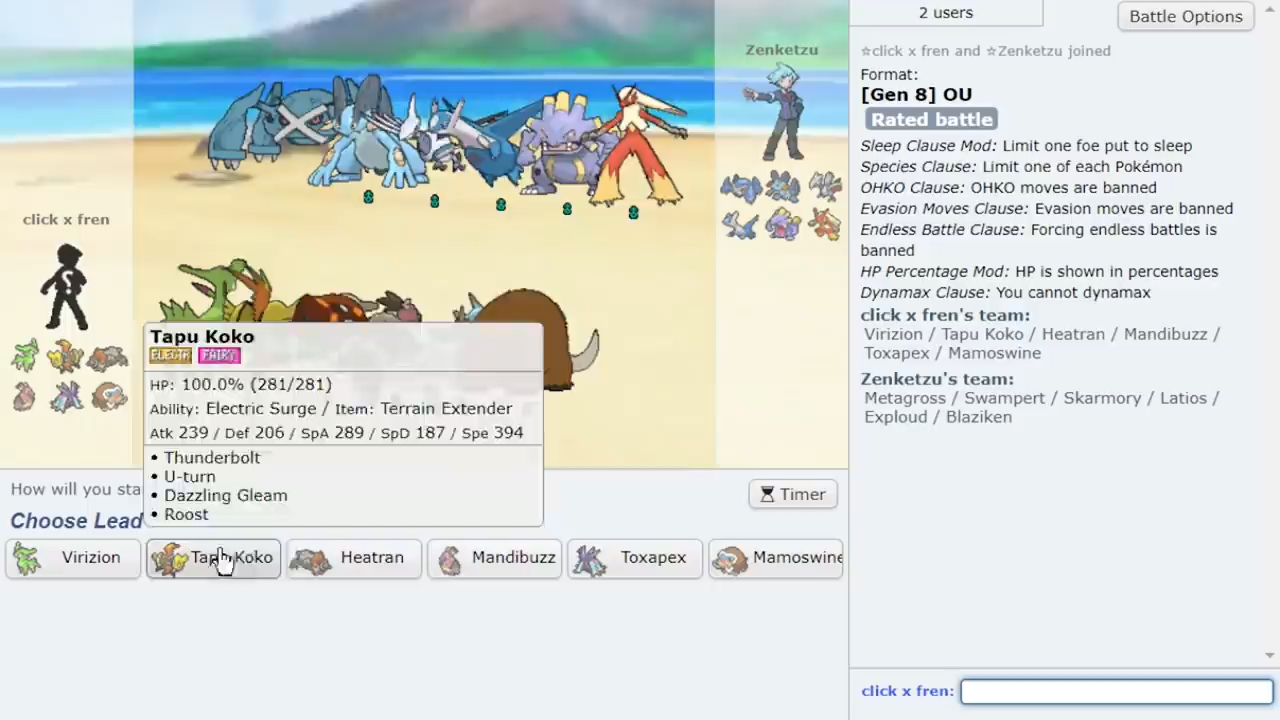 2 users
Battle Options
☆click x fren and ☆Zenketzu joined
Format:
[Gen 8] OU
Rated battle
Sleep Clause Mod: Limit one foe put to sleep
Species Clause: Limit one of each Pokémon
OHKO Clause: OHKO moves are banned
Evasion Moves Clause: Evasion moves are banned
Endless Battle Clause: Forcing endless battles is
banned
HP Percentage Mod: HP is shown in percentages
Dynamax Clause: You cannot dynamax
click x fren's team:
Virizion / Tapu Koko / Heatran / Mandibuzz /
Toxapex / Mamoswine
Zenketzu's team:
Metagross / Swampert / Skarmory / Latios /
Exploud / Blaziken
click x fren:
Zenketzu
click x fren
Tapu Koko
ELECTR FAIRY
HP: 100.0% (281/281)
Ability: Electric Surge / Item: Terrain Extender
Atk 239 / Def 206 / SpA 289 / SpD 187 / Spe 394
• Thunderbolt
• U-turn
• Dazzling Gleam
• Roost
How will you sta
Timer
Choose Lead
Virizion
Tapu Koko
Heatran
Mandibuzz
Toxapex
Mamoswine